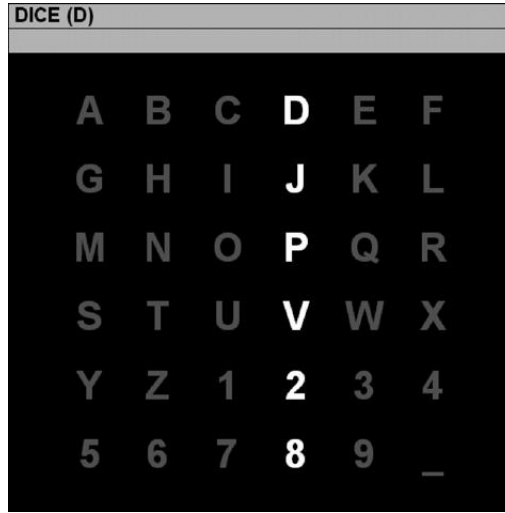 DICE (D)
A B C D E F
G H I J K L
M N O P Q R
S T U V W X
Y Z 1 2 3 4
5 6 7 8 9 _